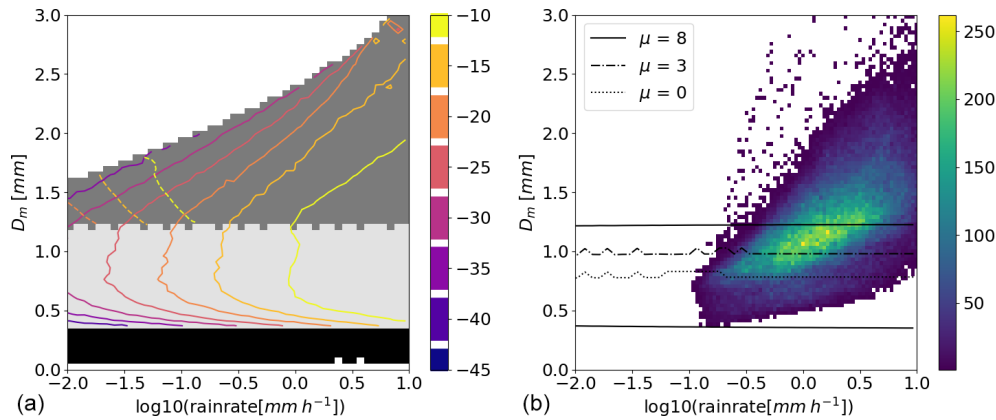 3.0
2.5
2.0
1.5
1.0
0.5
0.0
D_m [mm]
−2.0 −1.5 −1.0 −0.5 0.0 0.5 1.0
log10(rainrate[mm h⁻¹])
(a)
−10
−15
−20
−25
−30
−35
−40
−45
3.0
2.5
2.0
1.5
1.0
0.5
0.0
D_m [mm]
μ = 8
μ = 3
μ = 0
−2.0 −1.5 −1.0 −0.5 0.0 0.5 1.0
log10(rainrate[mm h⁻¹])
(b)
250
200
150
100
50